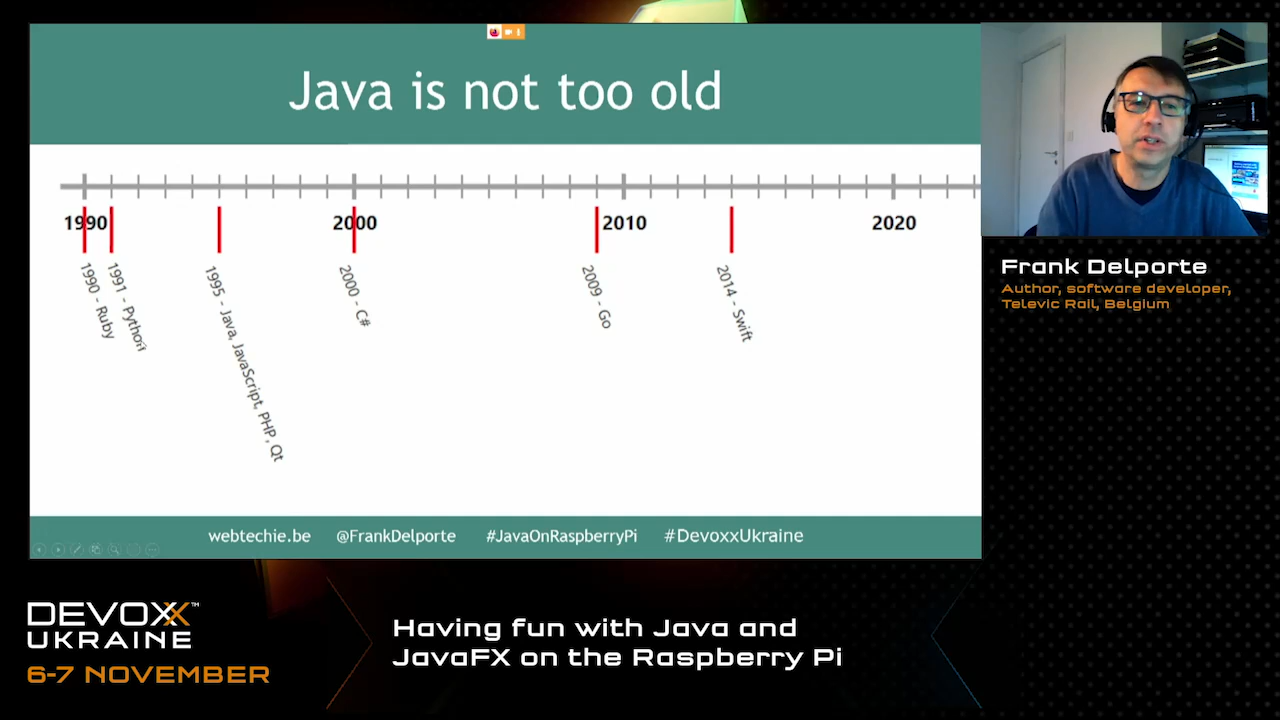 Java is not too old
1990
2000
2010
2020
1990 - Ruby
1991 - Python
1995 - Java, JavaScript, PHP, Qt
2000 - C#
2009 - Go
2014 - Swift
webtechie.be @FrankDelporte #JavaOnRaspberryPi #DevoxxUkraine
Frank Delporte
Author, software developer,
Televic Rail, Belgium
DEVOXX™
UKRAINE
6-7 NOVEMBER
Having fun with Java and
JavaFX on the Raspberry Pi